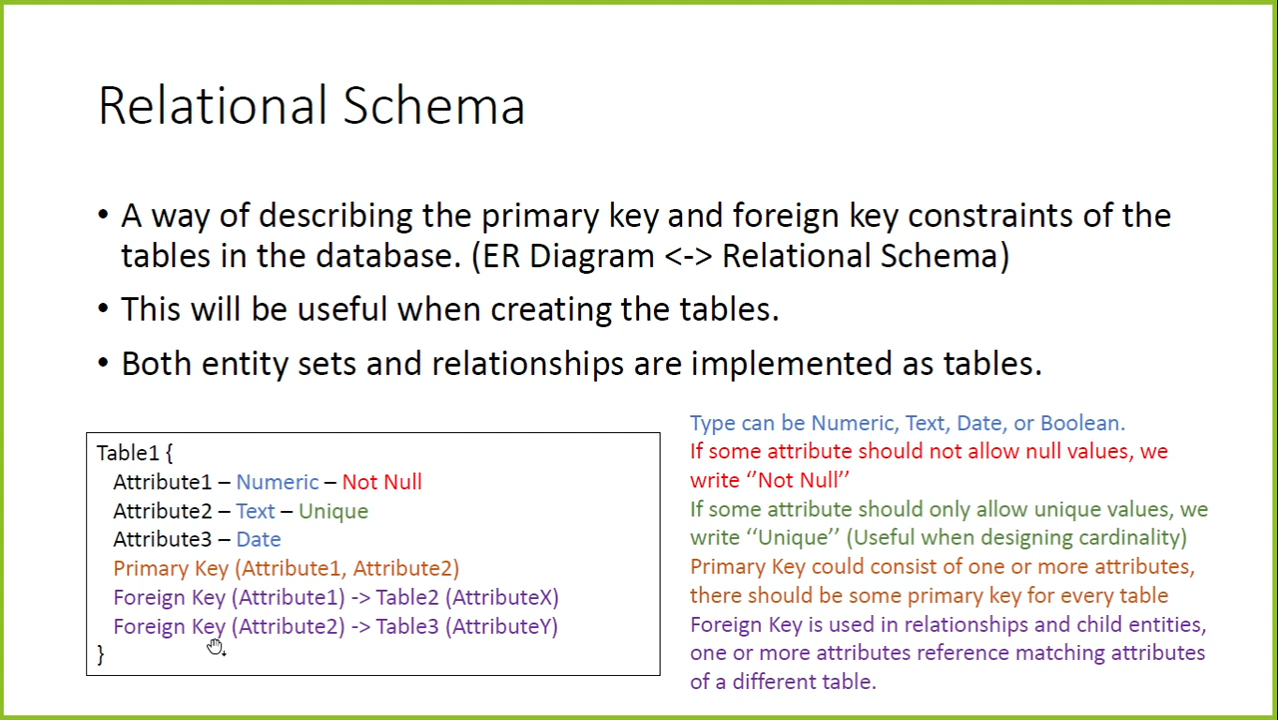 Relational Schema
• A way of describing the primary key and foreign key constraints of the
tables in the database. (ER Diagram <-> Relational Schema)
• This will be useful when creating the tables.
• Both entity sets and relationships are implemented as tables.
Table1 {
Attribute1 – Numeric – Not Null
Attribute2 – Text – Unique
Attribute3 – Date
Primary Key (Attribute1, Attribute2)
Foreign Key (Attribute1) -> Table2 (AttributeX)
Foreign Key (Attribute2) -> Table3 (AttributeY)
}
Type can be Numeric, Text, Date, or Boolean.
If some attribute should not allow null values, we
write ‘’Not Null’’
If some attribute should only allow unique values, we
write ‘’Unique’’ (Useful when designing cardinality)
Primary Key could consist of one or more attributes,
there should be some primary key for every table
Foreign Key is used in relationships and child entities,
one or more attributes reference matching attributes
of a different table.